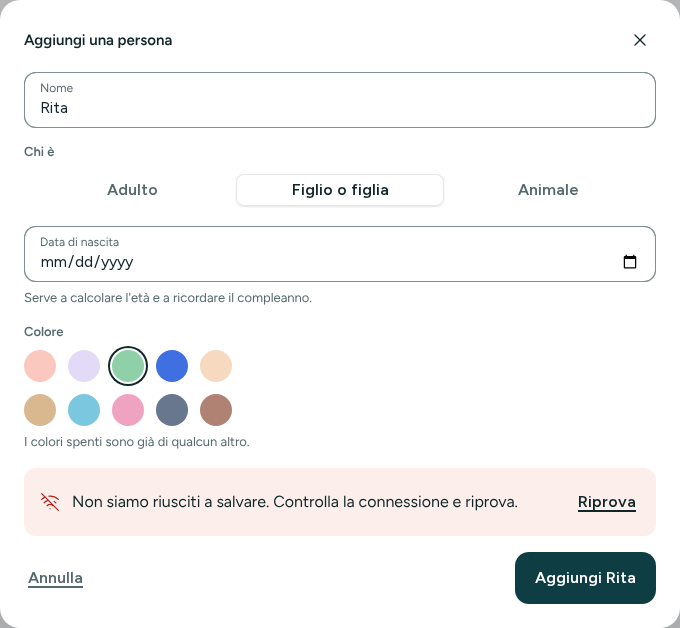 Aggiungi una persona
Nome
Rita
Chi è
Adulto
Figlio o figlia
Animale
Data di nascita
mm/dd/yyyy
Serve a calcolare l'età e a ricordare il compleanno.
Colore
I colori spenti sono già di qualcun altro.
Non siamo riusciti a salvare. Controlla la connessione e riprova.
Riprova
Annulla
Aggiungi Rita